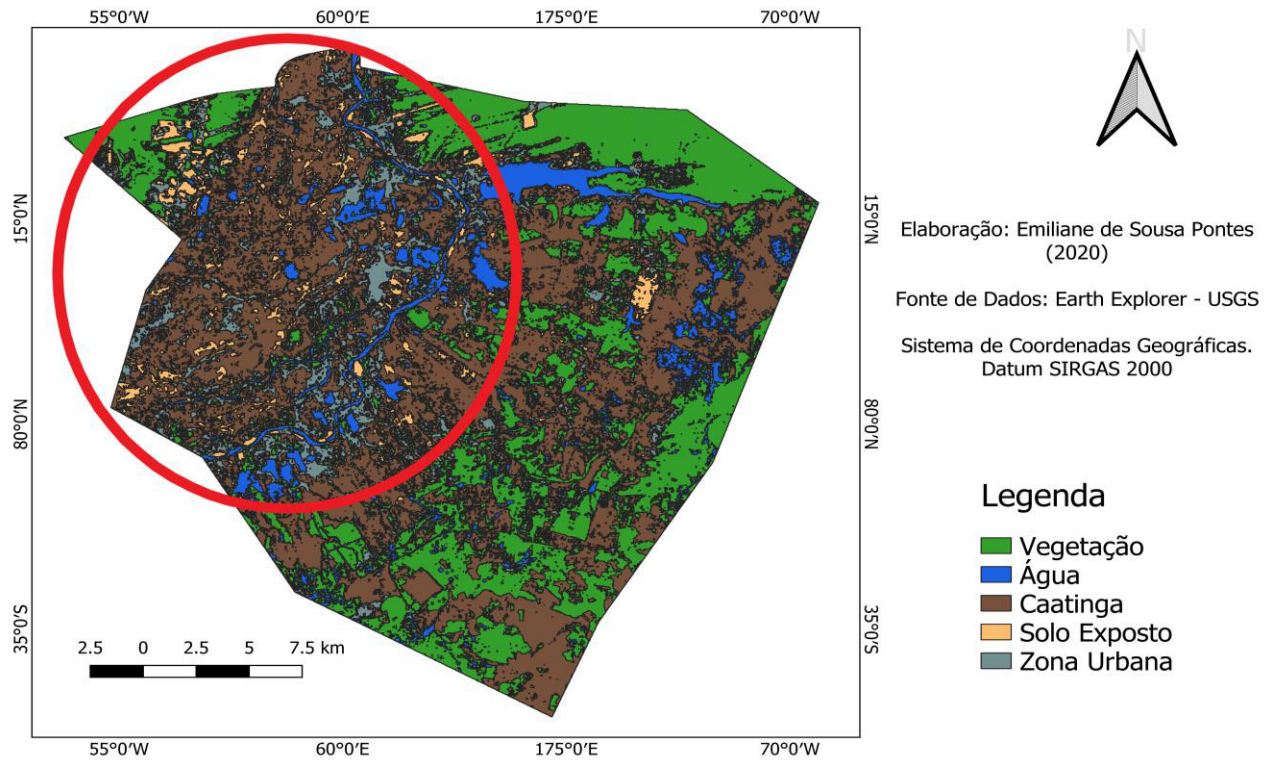 55°0′W 60°0′E 175°0′E 70°0′W
N
15°0′N
80°0′N
35°0′S
15°0′N
80°0′N
35°0′S
Elaboração: Emiliane de Sousa Pontes
(2020)
Fonte de Dados: Earth Explorer - USGS
Sistema de Coordenadas Geográficas.
Datum SIRGAS 2000
Legenda
Vegetação
Água
Caatinga
Solo Exposto
Zona Urbana
2.5 0 2.5 5 7.5 km
55°0′W 60°0′E 175°0′E 70°0′W